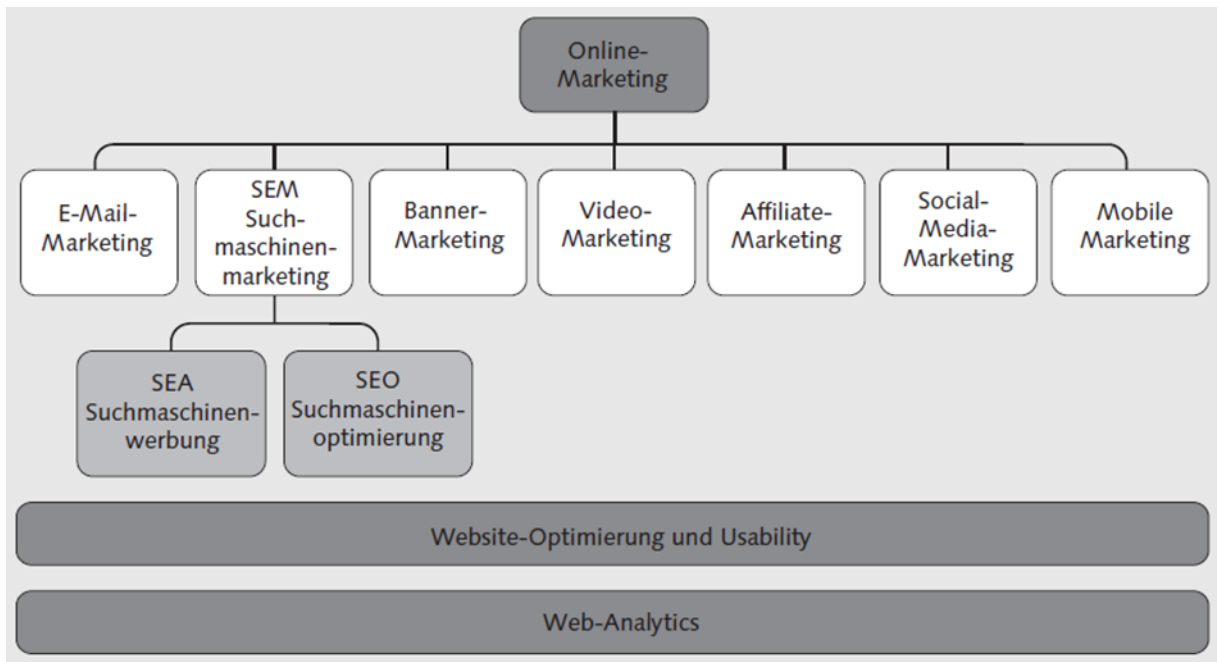 Online-
Marketing
E-Mail-
Marketing
SEM
Such-
maschinen-
marketing
Banner-
Marketing
Video-
Marketing
Affiliate-
Marketing
Social-
Media-
Marketing
Mobile
Marketing
SEA
Suchmaschinen-
werbung
SEO
Suchmaschinen-
optimierung
Website-Optimierung und Usability
Web-Analytics